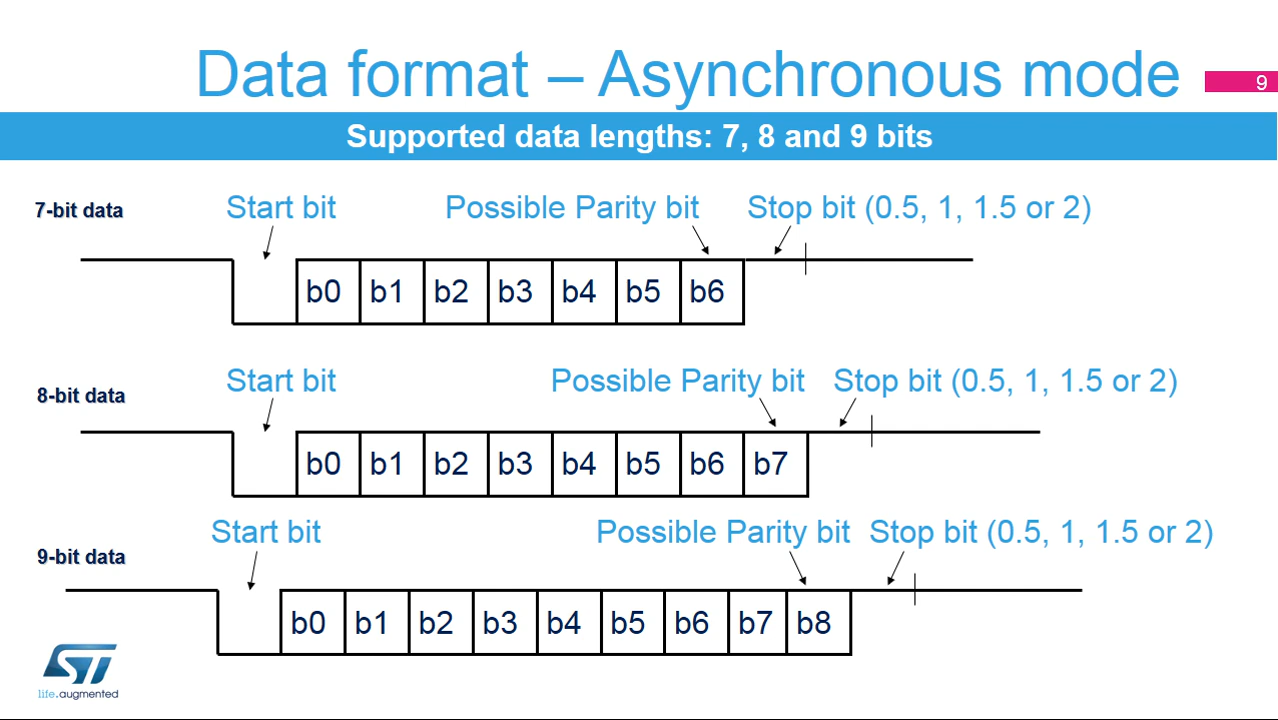 Data format – Asynchronous mode
9
Supported data lengths: 7, 8 and 9 bits
7-bit data
Start bit
Possible Parity bit
Stop bit (0.5, 1, 1.5 or 2)
b0 b1 b2 b3 b4 b5 b6
8-bit data
Start bit
Possible Parity bit
Stop bit (0.5, 1, 1.5 or 2)
b0 b1 b2 b3 b4 b5 b6 b7
9-bit data
Start bit
Possible Parity bit
Stop bit (0.5, 1, 1.5 or 2)
b0 b1 b2 b3 b4 b5 b6 b7 b8
ST
life.augmented